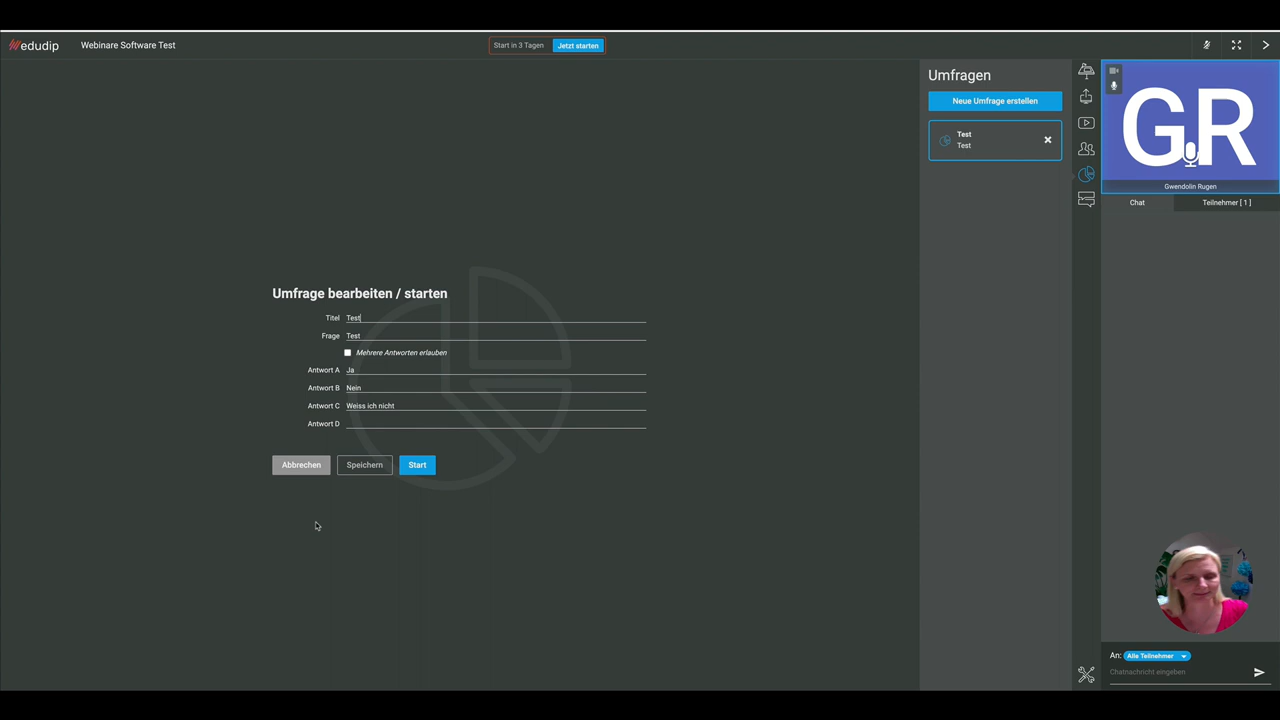 edudip
Webinare Software Test
Start in 3 Tagen
Jetzt starten
Umfragen
Neue Umfrage erstellen
Test
Test
GR
Gwendolin Rugen
Chat
Teilnehmer [ 1 ]
Umfrage bearbeiten / starten
Titel Test
Frage Test
Mehrere Antworten erlauben
Antwort A Ja
Antwort B Nein
Antwort C Weiss ich nicht
Antwort D
Abbrechen
Speichern
Start
An: Alle Teilnehmer
Chatnachricht eingeben